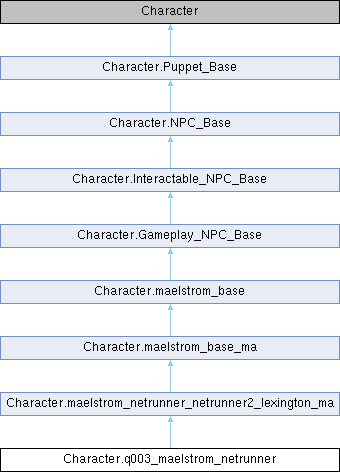 Character
Character.Puppet_Base
Character.NPC_Base
Character.Interactable_NPC_Base
Character.Gameplay_NPC_Base
Character.maelstrom_base
Character.maelstrom_base_ma
Character.maelstrom_netrunner_netrunner2_lexington_ma
Character.q003_maelstrom_netrunner